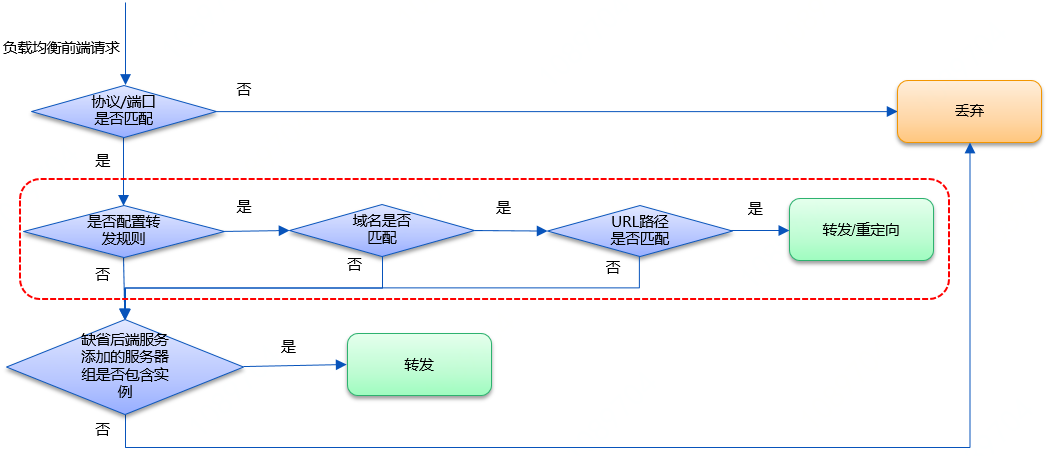 负载均衡前端请求
否
协议/端口
是否匹配
丢弃
是
是否配置转
发规则
是
域名是否
匹配
是
URL路径
是否匹配
是
转发/重定向
否
否
否
缺省后端服务
添加的服务器
组是否包含实
例
是
转发
否